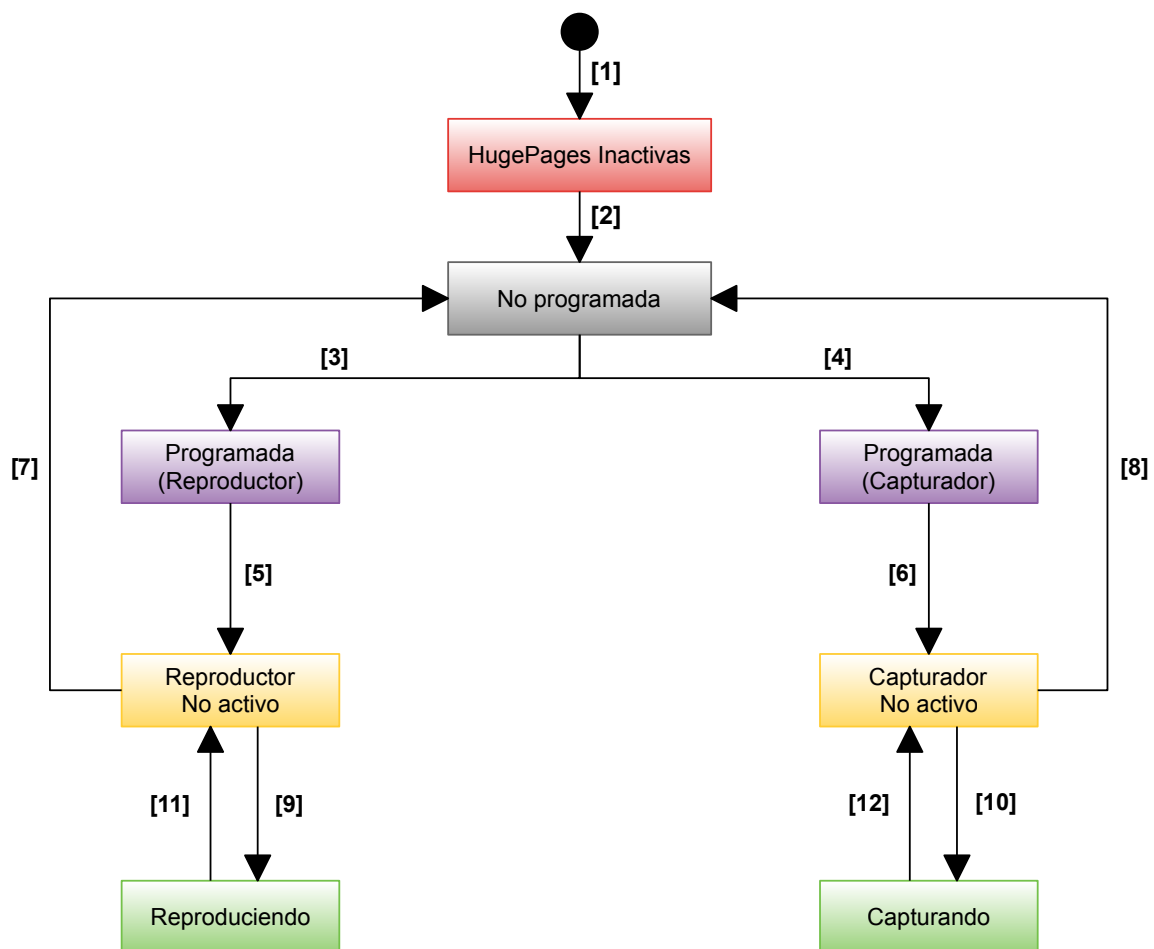 [1]
HugePages Inactivas
[2]
No programada
[3]
[4]
Programada
(Reproductor)
Programada
(Capturador)
[7]
[8]
[5]
[6]
Reproductor
No activo
Capturador
No activo
[11]
[9]
[12]
[10]
Reproduciendo
Capturando